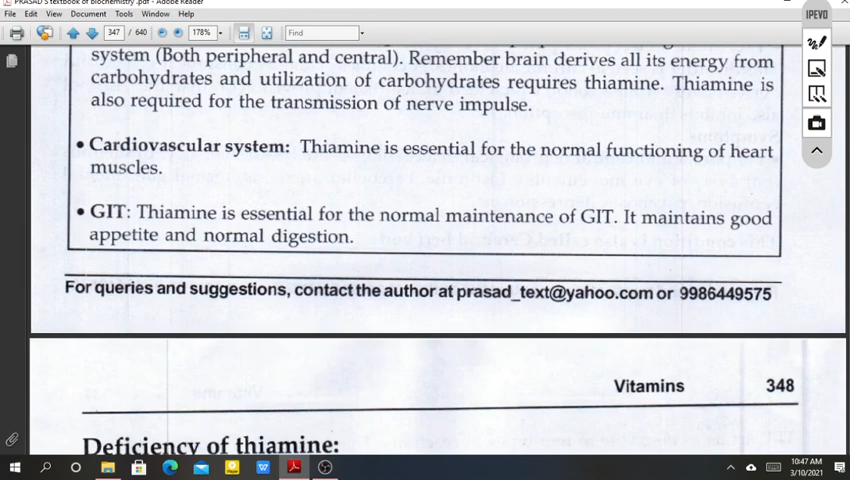 PRASAD'S textbook of biochemistry .pdf - Adobe Reader
File Edit View Document Tools Window Help
347 / 640 178% Find
IPEVO
system (Both peripheral and central). Remember brain derives all its energy from
carbohydrates and utilization of carbohydrates requires thiamine. Thiamine is
also required for the transmission of nerve impulse.
• Cardiovascular system: Thiamine is essential for the normal functioning of heart
muscles.
• GIT: Thiamine is essential for the normal maintenance of GIT. It maintains good
appetite and normal digestion.
For queries and suggestions, contact the author at prasad_text@yahoo.com or 9986449575
Vitamins 348
Deficiency of thiamine:
10:47 AM
3/10/2021